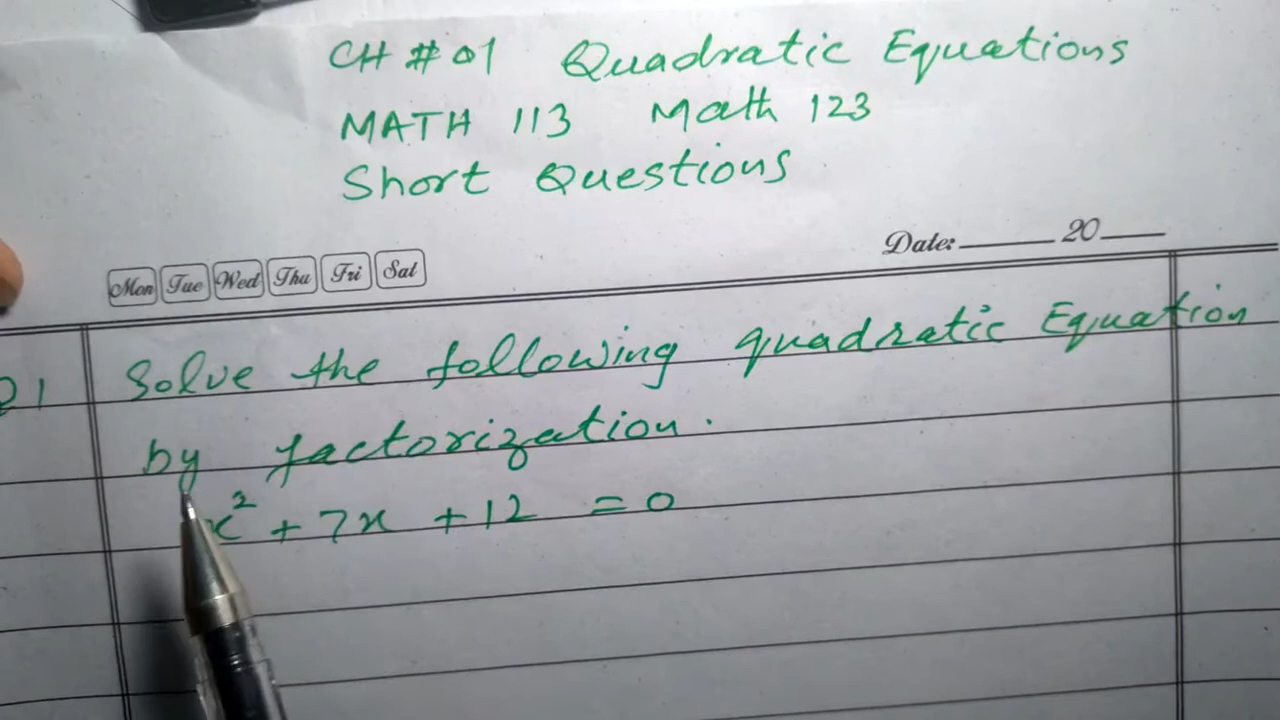 CH # 01 Quadratic Equations
MATH 113 Math 123
Short Questions
Date: 20
Mon Tue Wed Thu Fri Sat
Solve the following quadratic Equation
by factorization.
x² + 7x + 12 = 0